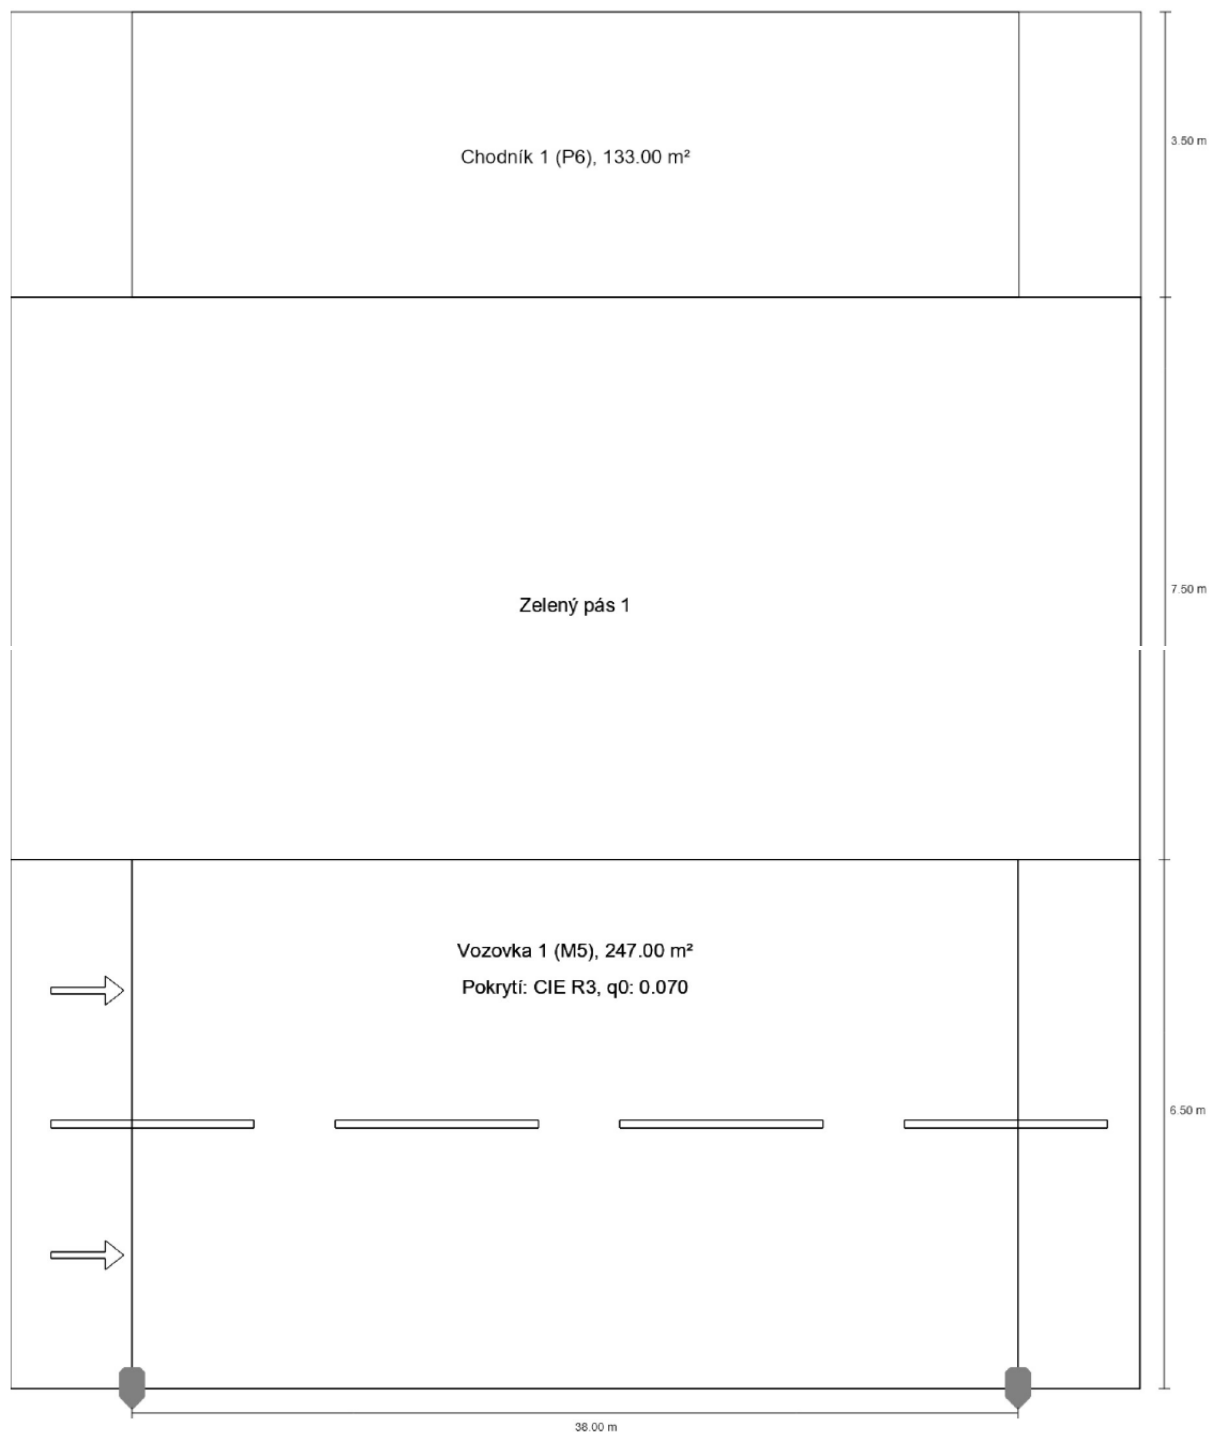 Chodník 1 (P6), 133.00 m²
3.50 m
Zelený pás 1
7.50 m
Vozovka 1 (M5), 247.00 m²
Pokrytí: CIE R3, q0: 0.070
6.50 m
38.00 m